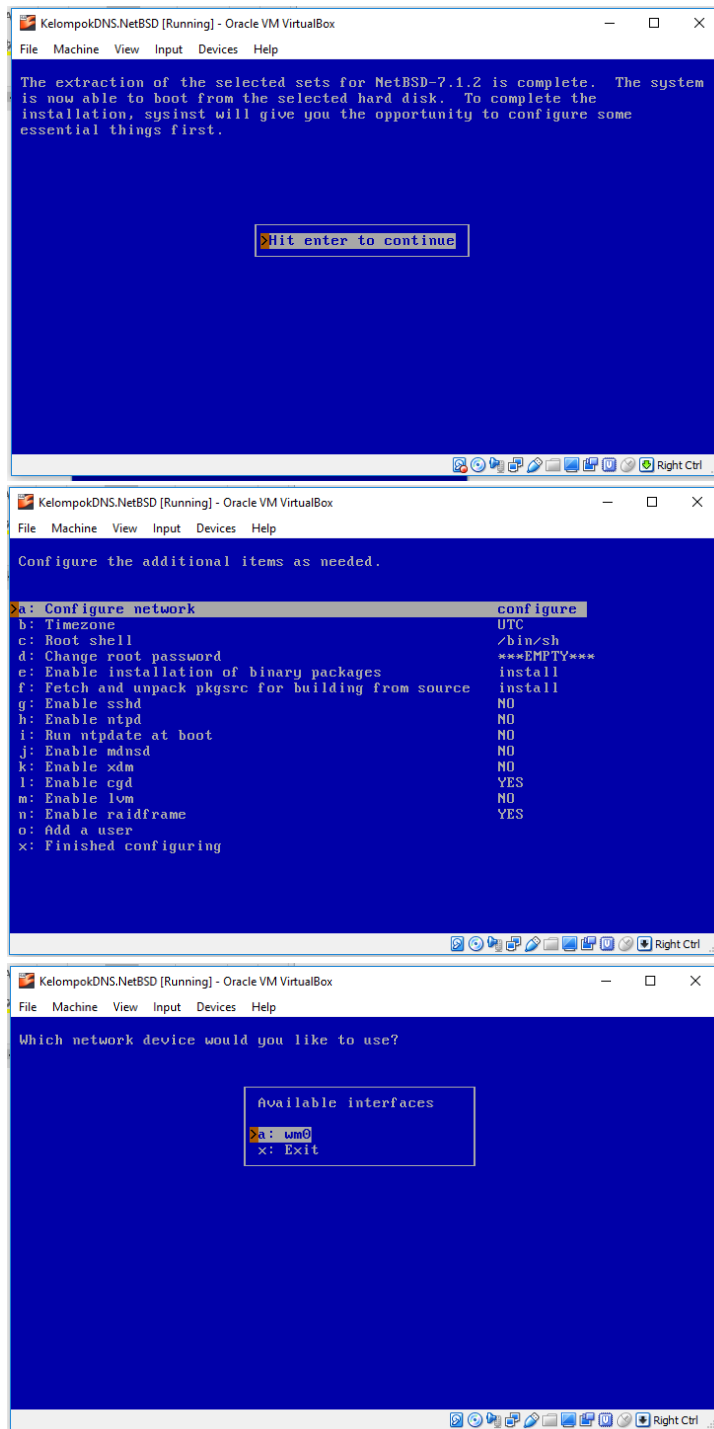 KelompokDNS.NetBSD [Running] - Oracle VM VirtualBox
File Machine View Input Devices Help
The extraction of the selected sets for NetBSD-7.1.2 is complete. The system
is now able to boot from the selected hard disk. To complete the
installation, sysinst will give you the opportunity to configure some
essential things first.
>Hit enter to continue
Right Ctrl
KelompokDNS.NetBSD [Running] - Oracle VM VirtualBox
File Machine View Input Devices Help
Configure the additional items as needed.
>a: Configure network configure
b: Timezone UTC
c: Root shell /bin/sh
d: Change root password ***EMPTY***
e: Enable installation of binary packages install
f: Fetch and unpack pkgsrc for building from source install
g: Enable sshd NO
h: Enable ntpd NO
i: Run ntpdate at boot NO
j: Enable mdnsd NO
k: Enable xdm NO
l: Enable cgd YES
m: Enable lvm NO
n: Enable raidframe YES
o: Add a user
x: Finished configuring
Right Ctrl
KelompokDNS.NetBSD [Running] - Oracle VM VirtualBox
File Machine View Input Devices Help
Which network device would you like to use?
Available interfaces
>a: wm0
x: Exit
Right Ctrl